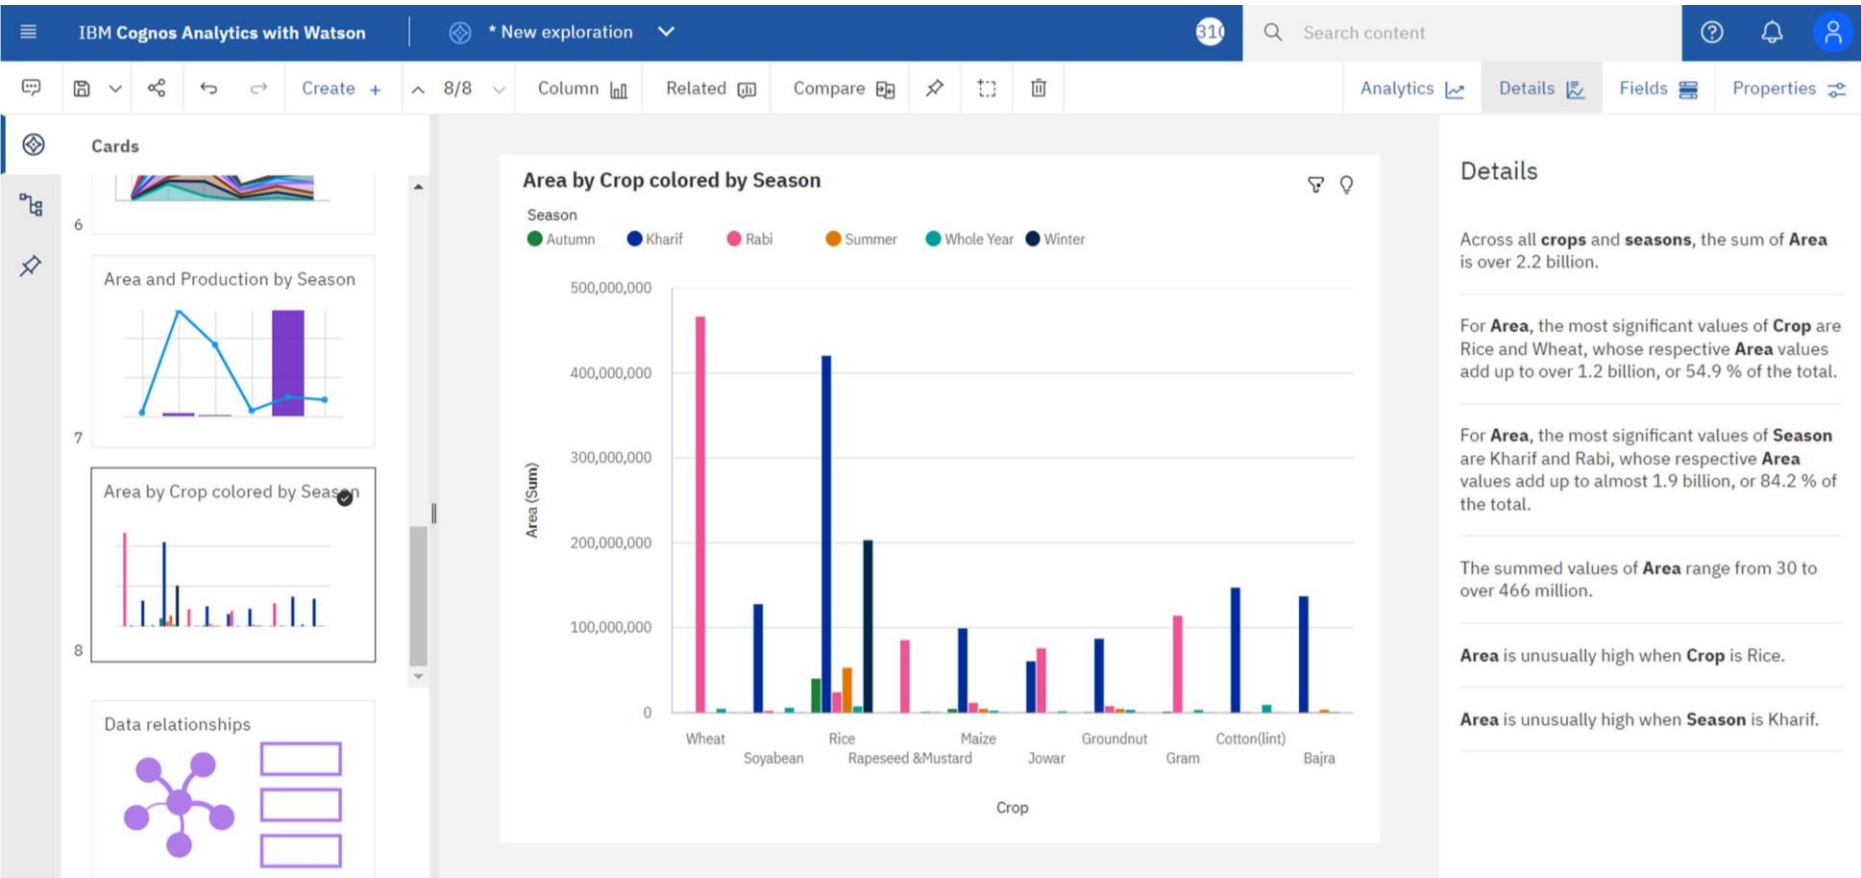 IBM Cognos Analytics with Watson
* New exploration
Search content
Create +
8/8
Column
Related
Compare
Analytics
Details
Fields
Properties
Cards
6
Area and Production by Season
7
Area by Crop colored by Season
8
Data relationships
Area by Crop colored by Season
Season
Autumn Kharif Rabi Summer Whole Year Winter
500,000,000
400,000,000
300,000,000
200,000,000
100,000,000
0
Area (Sum)
Wheat Rice Maize Groundnut Cotton(lint)
Soyabean Rapeseed &Mustard Jowar Gram Bajra
Crop
Details
Across all crops and seasons, the sum of Area
is over 2.2 billion.
For Area, the most significant values of Crop are
Rice and Wheat, whose respective Area values
add up to over 1.2 billion, or 54.9 % of the total.
For Area, the most significant values of Season
are Kharif and Rabi, whose respective Area
values add up to almost 1.9 billion, or 84.2 % of
the total.
The summed values of Area range from 30 to
over 466 million.
Area is unusually high when Crop is Rice.
Area is unusually high when Season is Kharif.